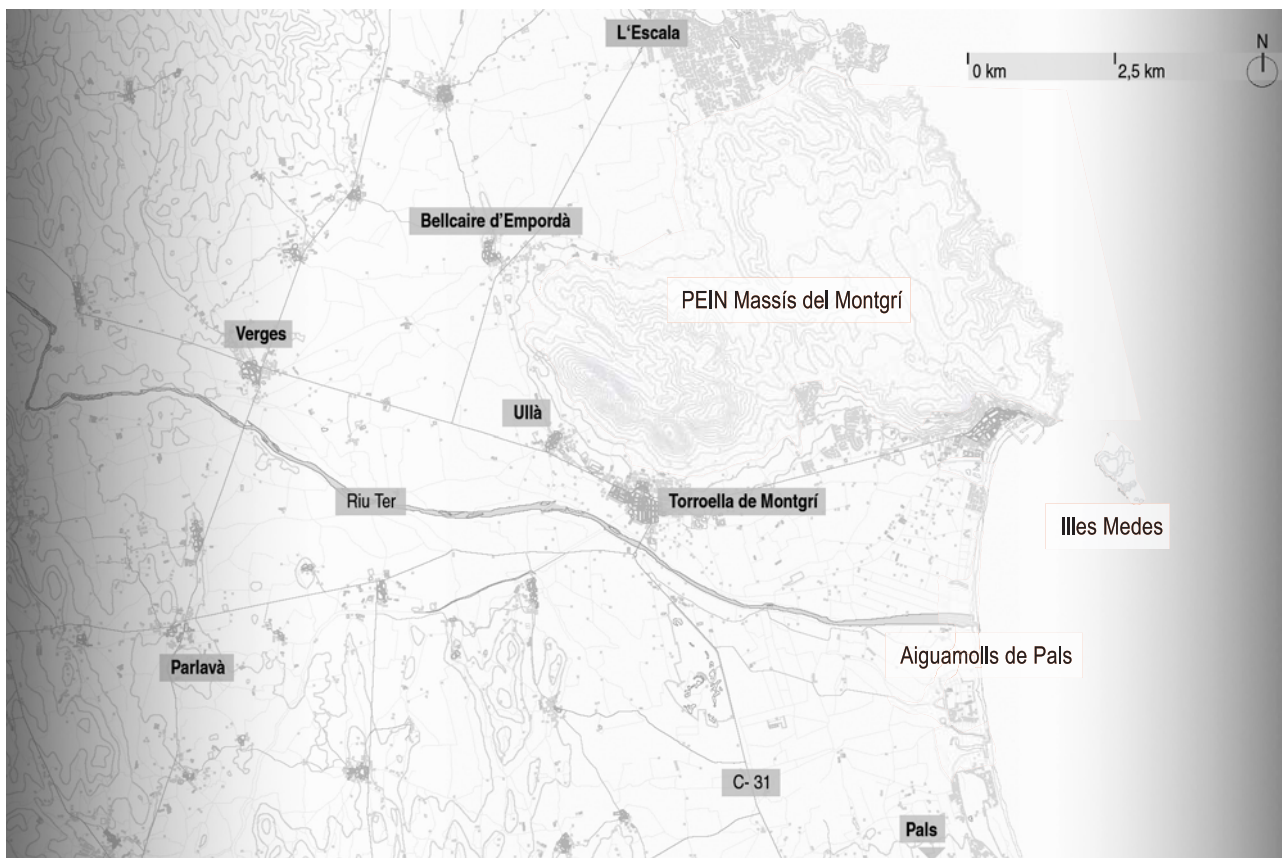 L'Escala
N
0 km
2,5 km
Bellcaire d'Empordà
PEIN Massís del Montgrí
Verges
Ullà
Riu Ter
Torroella de Montgrí
Illes Medes
Parlavà
Aiguamolls de Pals
C- 31
Pals